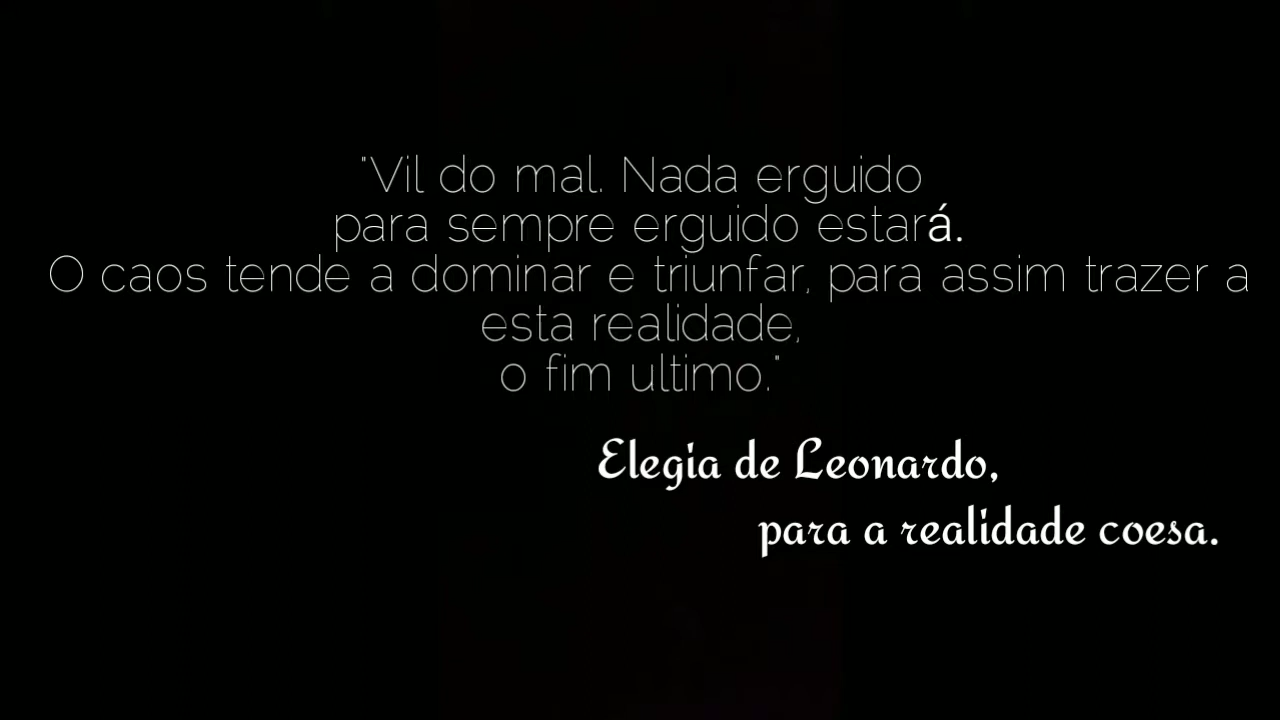 "Vil do mal. Nada erguido
para sempre erguido estará.
O caos tende a dominar e triunfar, para assim trazer a
esta realidade,
o fim ultimo."
Elegia de Leonardo,
para a realidade coesa.